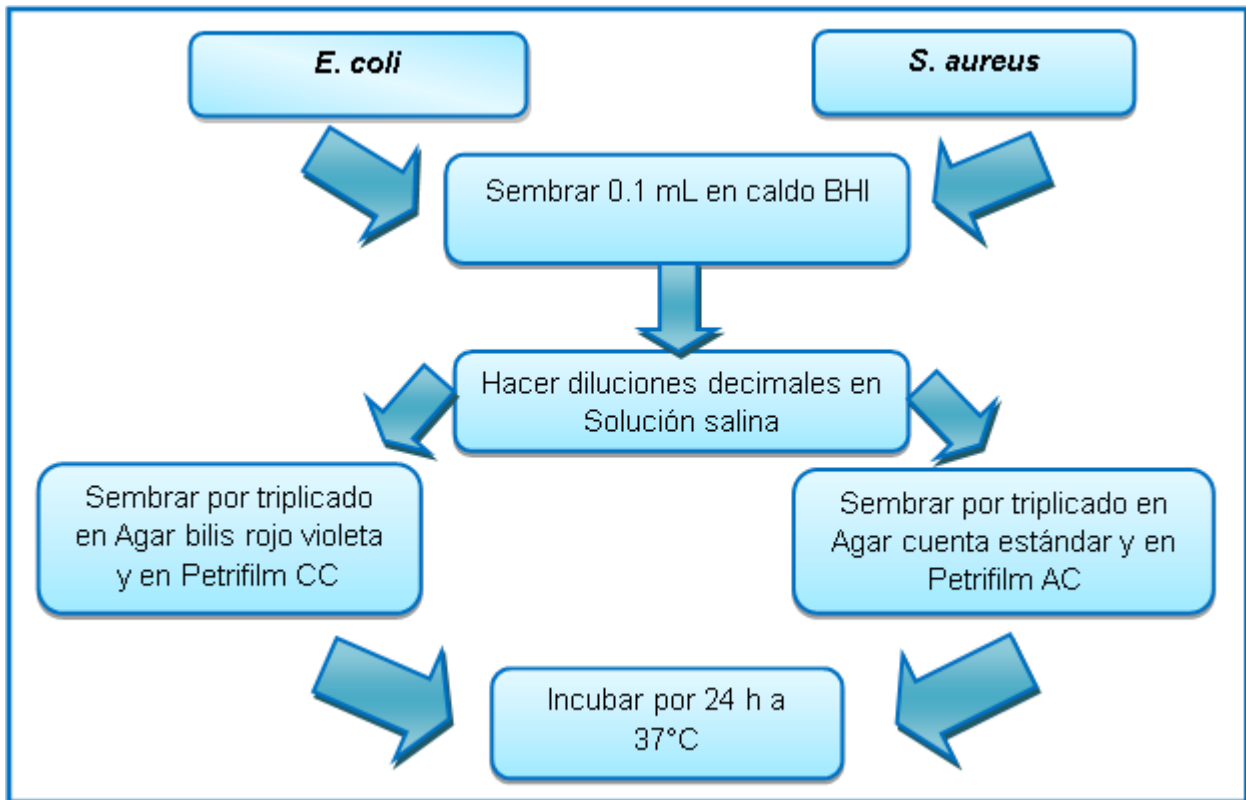 E. coli
S. aureus
Sembrar 0.1 mL en caldo BHI
Hacer diluciones decimales en
Solución salina
Sembrar por triplicado
en Agar bilis rojo violeta
y en Petrifilm CC
Sembrar por triplicado en
Agar cuenta estándar y en
Petrifilm AC
Incubar por 24 h a
37°C